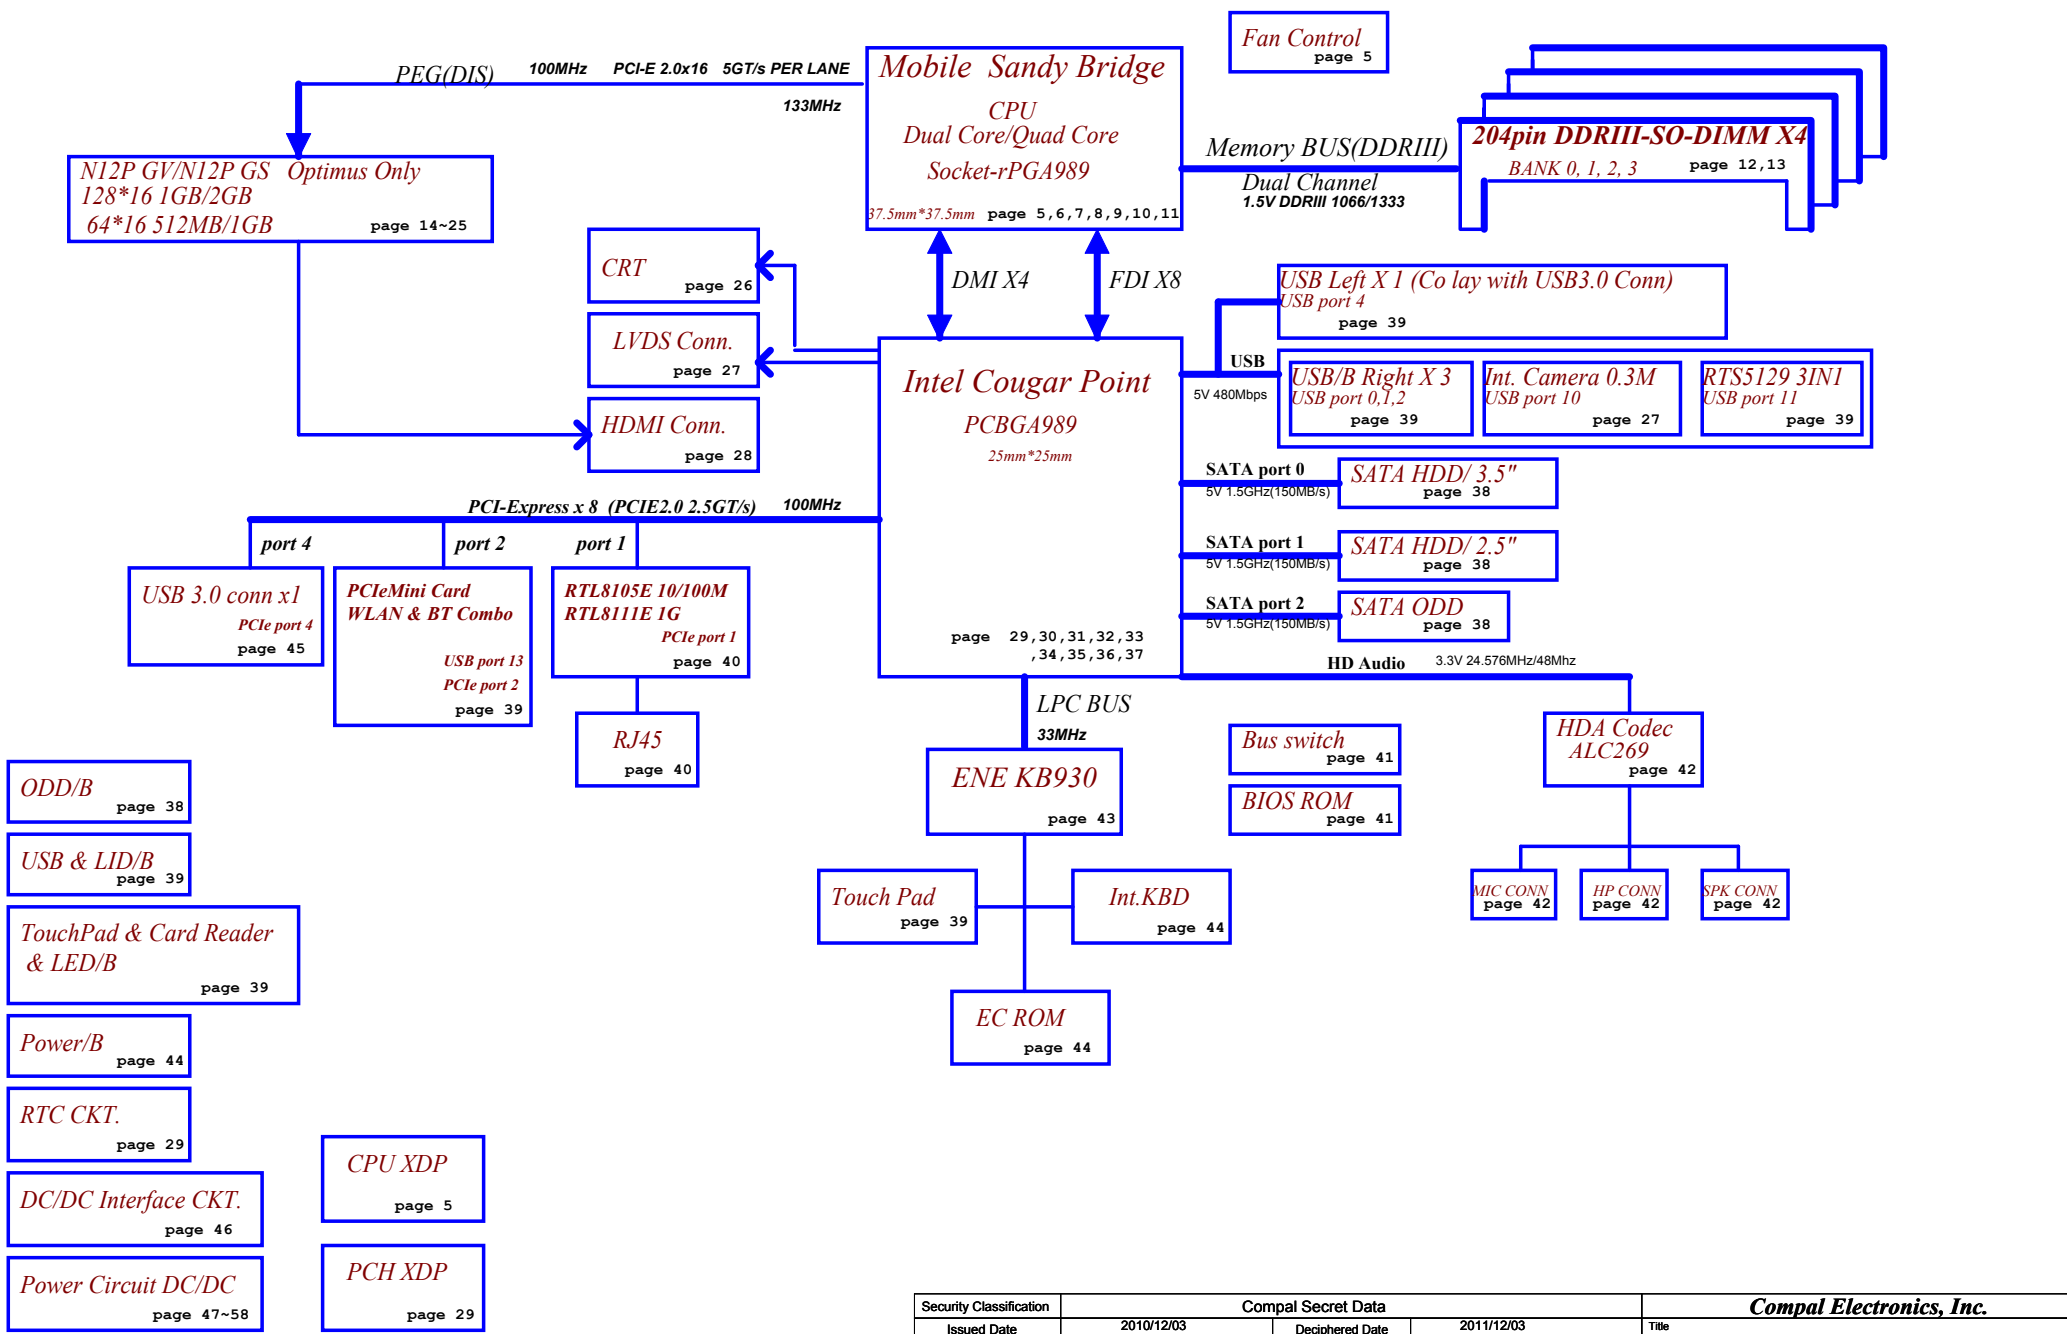 Fan Control
page 5
PEG(DIS)
100MHz PCI-E 2.0x16 5GT/s PER LANE
133MHz
Mobile Sandy Bridge
CPU
Dual Core/Quad Core
Socket-rPGA989
37.5mm*37.5mm page 5,6,7,8,9,10,11
Memory BUS(DDRIII)
Dual Channel
1.5V DDRIII 1066/1333
204pin DDRIII-SO-DIMM X4
BANK 0, 1, 2, 3 page 12,13
N12P GV/N12P GS Optimus Only
128*16 1GB/2GB
64*16 512MB/1GB page 14~25
CRT
page 26
LVDS Conn.
page 27
HDMI Conn.
page 28
DMI X4
FDI X8
USB Left X 1 (Co lay with USB3.0 Conn)
USB port 4
page 39
USB
5V 480Mbps
USB/B Right X 3
USB port 0,1,2
page 39
Int. Camera 0.3M
USB port 10
page 27
RTS5129 3IN1
USB port 11
page 39
Intel Cougar Point
PCBGA989
25mm*25mm
page 29,30,31,32,33
,34,35,36,37
SATA port 0
5V 1.5GHz(150MB/s)
SATA HDD/ 3.5"
page 38
SATA port 1
5V 1.5GHz(150MB/s)
SATA HDD/ 2.5"
page 38
SATA port 2
5V 1.5GHz(150MB/s)
SATA ODD
page 38
HD Audio 3.3V 24.576MHz/48Mhz
PCI-Express x 8 (PCIE2.0 2.5GT/s) 100MHz
port 4
port 2
port 1
USB 3.0 conn x1
PCIe port 4
page 45
PCIeMini Card
WLAN & BT Combo
USB port 13
PCIe port 2
page 39
RTL8105E 10/100M
RTL8111E 1G
PCIe port 1
page 40
RJ45
page 40
LPC BUS
33MHz
ENE KB930
page 43
Bus switch
page 41
BIOS ROM
page 41
HDA Codec
ALC269
page 42
MIC CONN
page 42
HP CONN
page 42
SPK CONN
page 42
Touch Pad
page 39
Int.KBD
page 44
EC ROM
page 44
ODD/B
page 38
USB & LID/B
page 39
TouchPad & Card Reader
& LED/B
page 39
Power/B
page 44
RTC CKT.
page 29
DC/DC Interface CKT.
page 46
Power Circuit DC/DC
page 47~58
CPU XDP
page 5
PCH XDP
page 29
Security Classification Compal Secret Data Compal Electronics, Inc.
Issued Date 2010/12/03 Deciphered Date 2011/12/03 Title